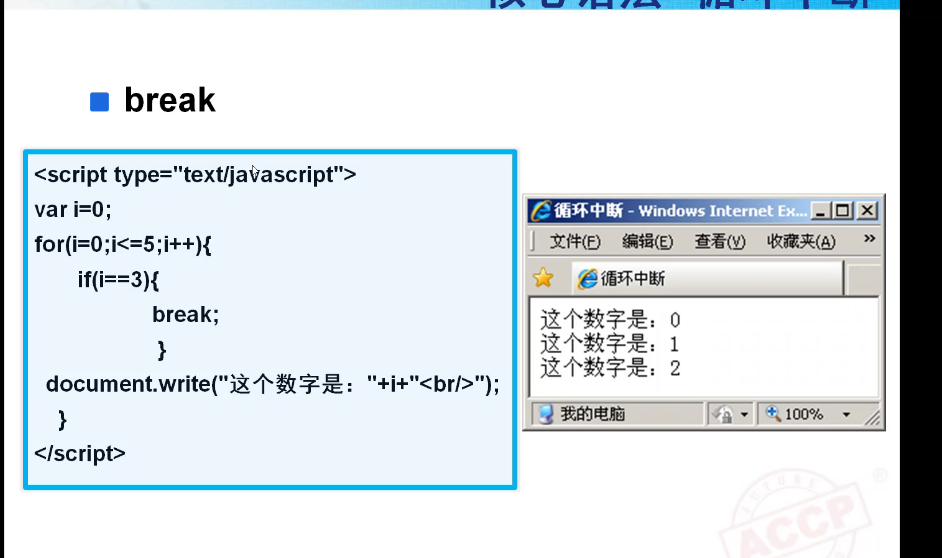 break
<script type="text/javascript">
var i=0;
for(i=0;i<=5;i++){
if(i==3){
break;
}
document.write("这个数字是："+i+"<br/>");
}
</script>
循环中断 - Windows Internet Ex...
文件(F) 编辑(E) 查看(V) 收藏夹(A) »
循环中断
这个数字是：0
这个数字是：1
这个数字是：2
我的电脑 100%
ACCP